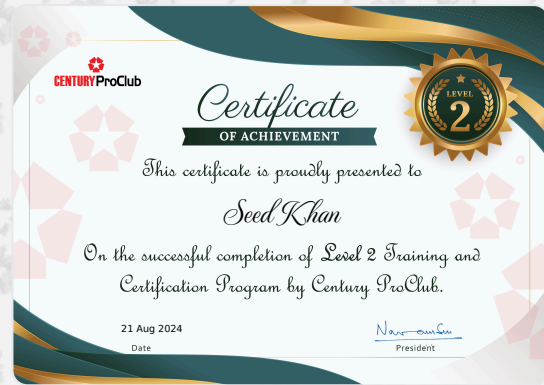 CENTURY ProClub
LEVEL
2
Certificate
OF ACHIEVEMENT
This certificate is proudly presented to
Seed Khan
On the successful completion of Level 2 Training and
Certification Program by Century ProClub.
21 Aug 2024
Date
President